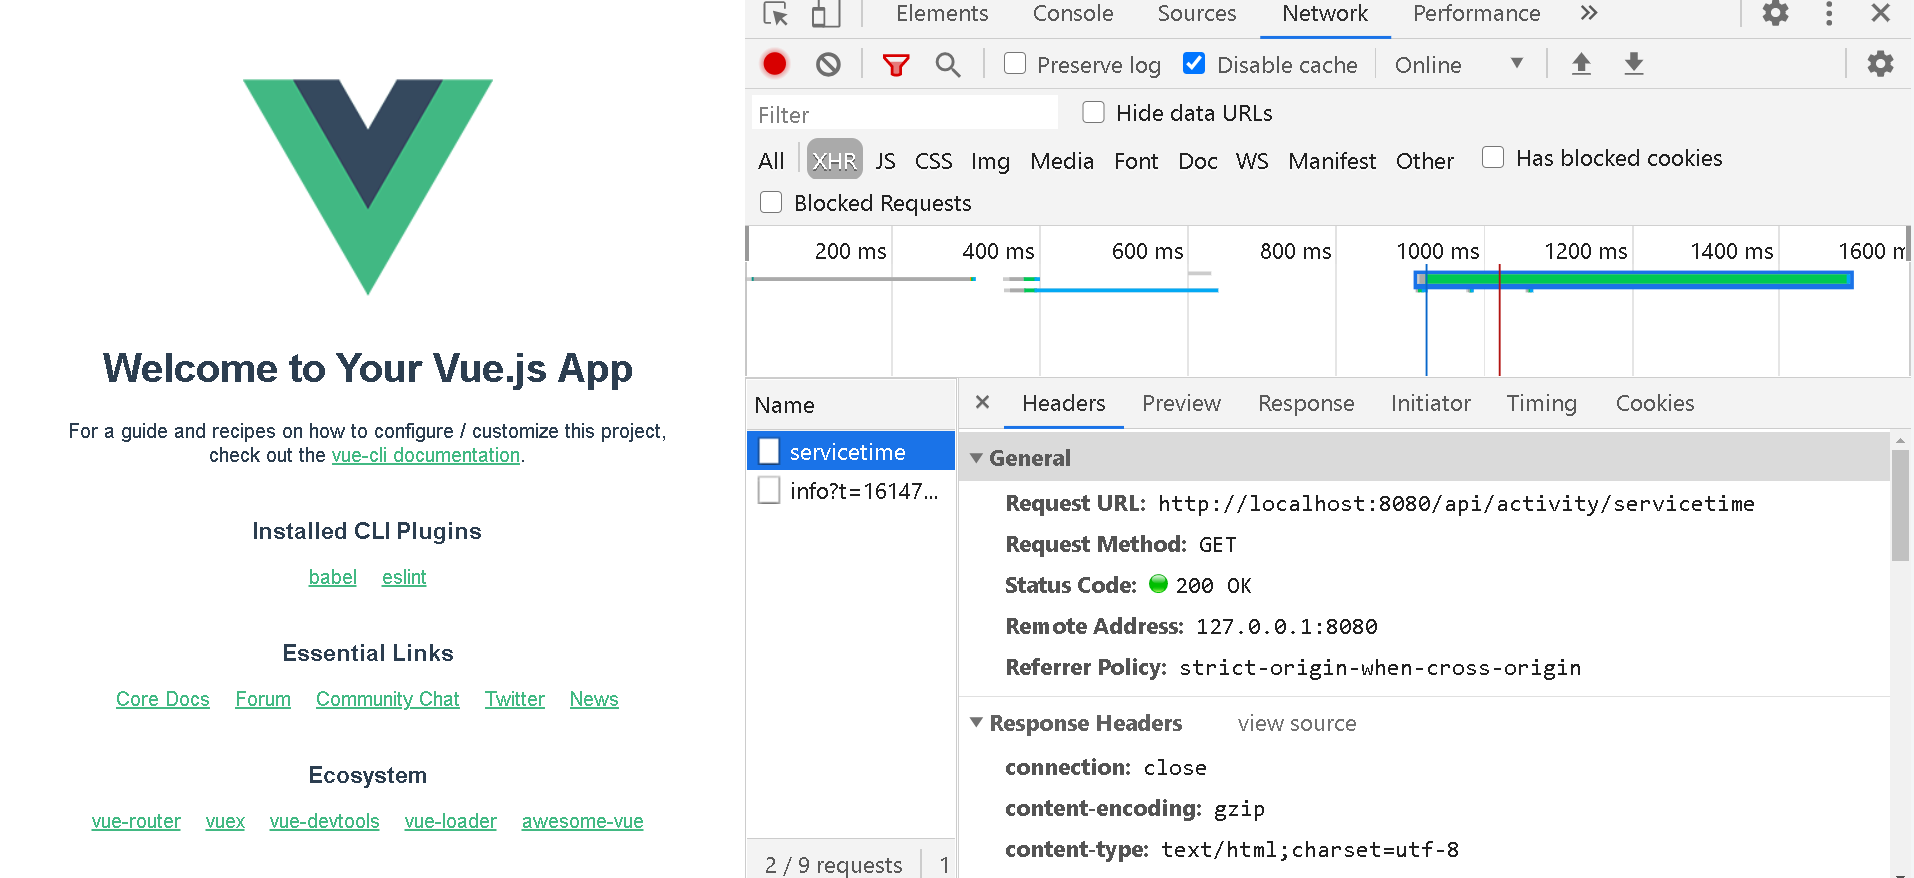 Welcome to Your Vue.js App
For a guide and recipes on how to configure / customize this project,
check out the vue-cli documentation.
Installed CLI Plugins
babel eslint
Essential Links
Core Docs Forum Community Chat Twitter News
Ecosystem
vue-router vuex vue-devtools vue-loader awesome-vue
Elements Console Sources Network Performance »
Preserve log Disable cache Online
Filter Hide data URLs
All XHR JS CSS Img Media Font Doc WS Manifest Other Has blocked cookies
Blocked Requests
200 ms 400 ms 600 ms 800 ms 1000 ms 1200 ms 1400 ms 1600 m
Name
servicetime
info?t=16147...
2 / 9 requests 1
Headers Preview Response Initiator Timing Cookies
General
Request URL: http://localhost:8080/api/activity/servicetime
Request Method: GET
Status Code: 200 OK
Remote Address: 127.0.0.1:8080
Referrer Policy: strict-origin-when-cross-origin
Response Headers view source
connection: close
content-encoding: gzip
content-type: text/html;charset=utf-8